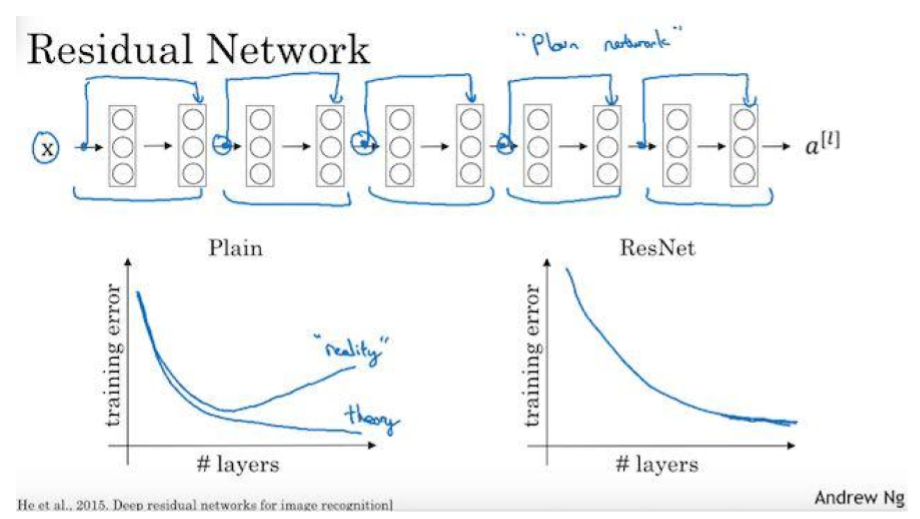 Residual Network
"Plain network"
x
a[l]
Plain
ResNet
training error
"reality"
theory
# layers
training error
# layers
He et al., 2015. Deep residual networks for image recognition]
Andrew Ng